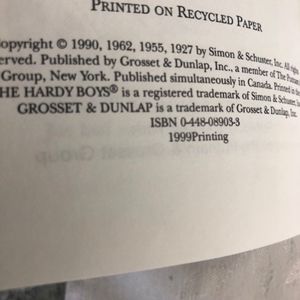 PRINTED ON RECYCLED PAPER
opyright © 1990, 1962, 1955, 1927 by Simon & Schuster, Inc. All rights
erved. Published by Grosset & Dunlap, Inc., a member of The Putnam
Group, New York. Published simultaneously in Canada. Printed in the
HE HARDY BOYS® is a registered trademark of Simon & Schuster,
GROSSET & DUNLAP is a trademark of Grosset & Dunlap, Inc.
ISBN 0-448-08903-3
1999Printing